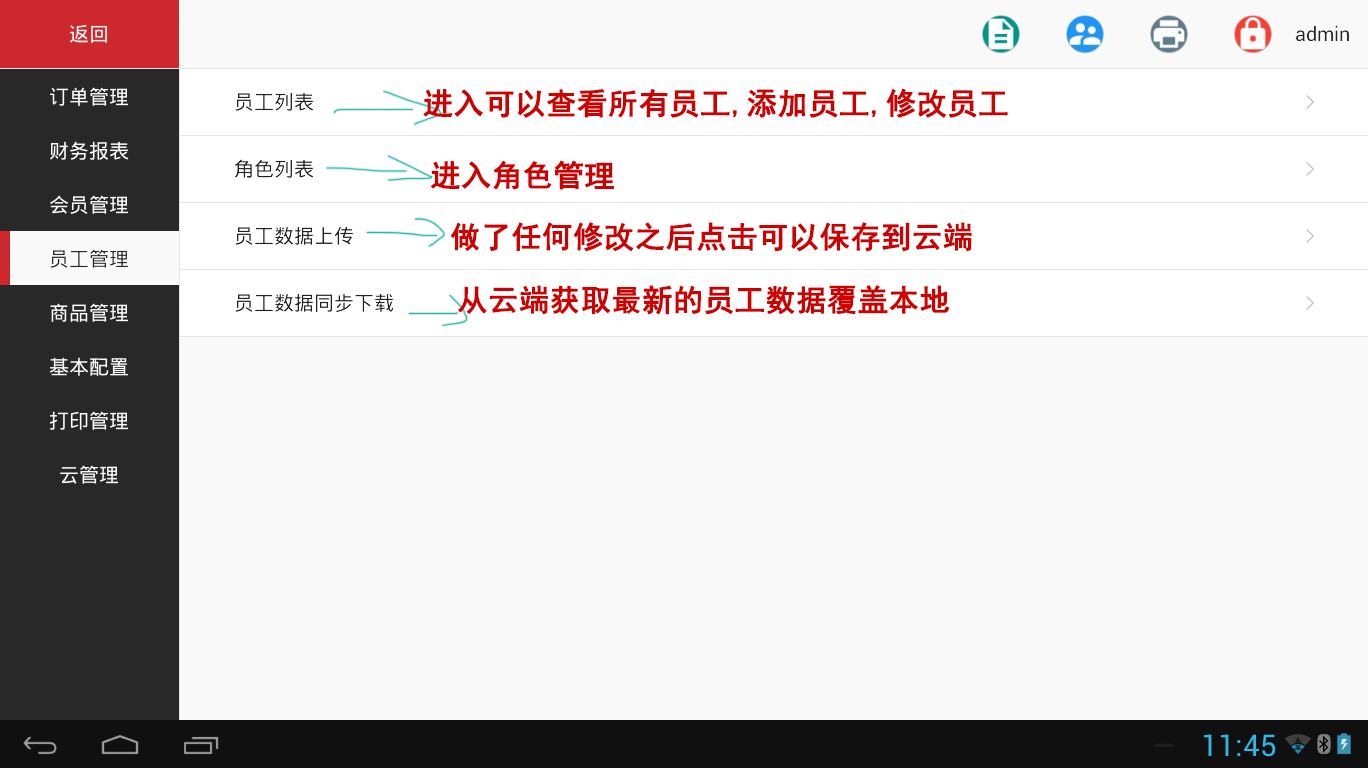 返回
admin
订单管理
财务报表
会员管理
员工管理
商品管理
基本配置
打印管理
云管理
员工列表 进入可以查看所有员工, 添加员工, 修改员工
角色列表 进入角色管理
员工数据上传 做了任何修改之后点击可以保存到云端
员工数据同步下载 从云端获取最新的员工数据覆盖本地
11:45